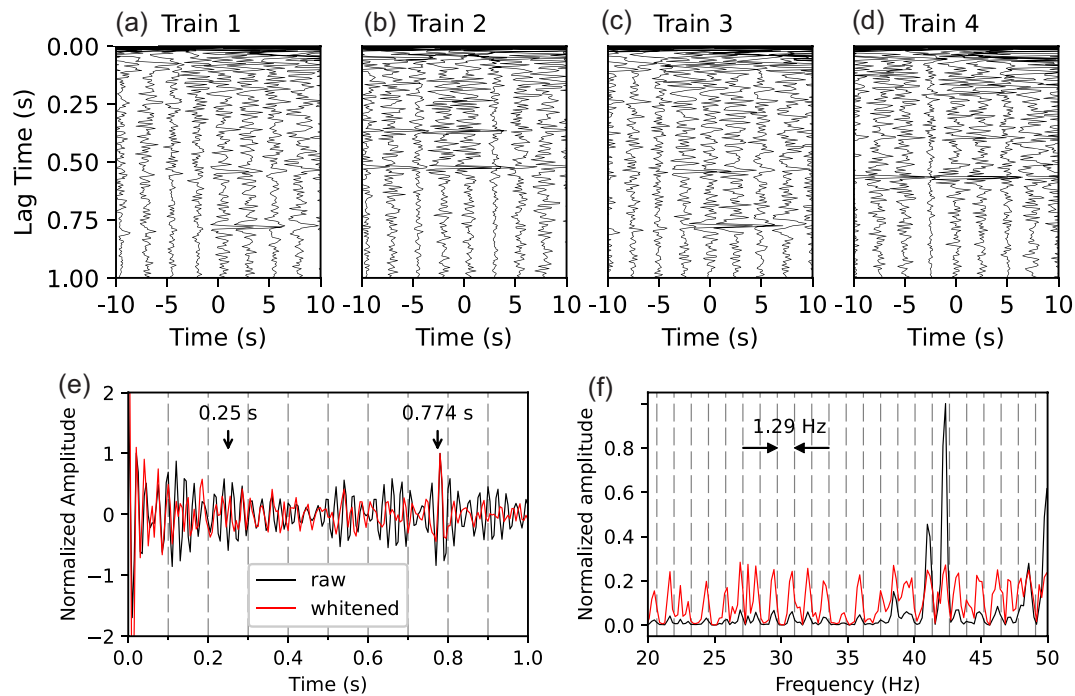 (a) Train 1 (b) Train 2 (c) Train 3 (d) Train 4
0.00
0.25
0.50
0.75
1.00
Lag Time (s)
-10 -5 0 5 10 -10 -5 0 5 10 -10 -5 0 5 10 -10 -5 0 5 10
Time (s) Time (s) Time (s) Time (s)
(e)
2
1
0
−1
−2
Normalized Amplitude
0.25 s 0.774 s
raw
whitened
0.0 0.2 0.4 0.6 0.8 1.0
Time (s)
(f)
0.8
0.6
0.4
0.2
0.0
Normalized amplitude
1.29 Hz
20 25 30 35 40 45 50
Frequency (Hz)